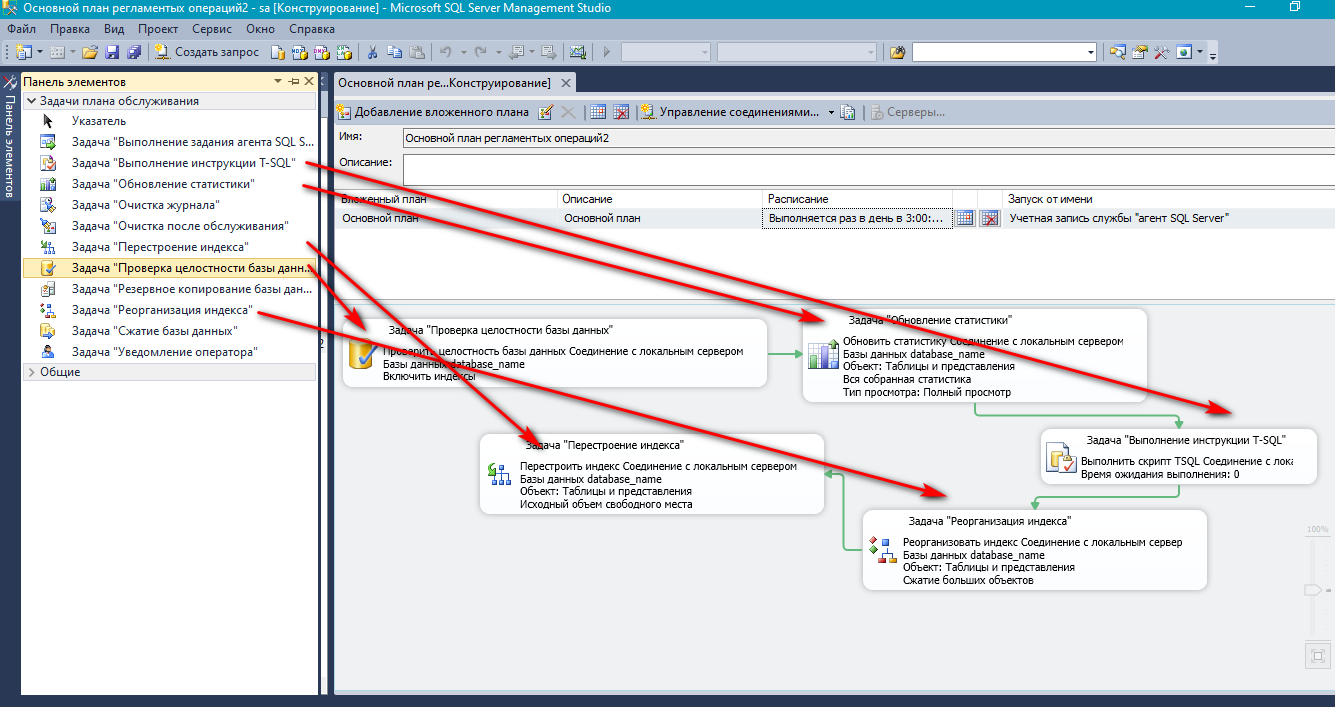 Основной план регламентых операций2 - sa [Конструирование] - Microsoft SQL Server Management Studio
Файл Правка Вид Проект Сервис Окно Справка
Создать запрос
Панель элементов
Панель элементов
Задачи плана обслуживания
Указатель
Задача "Выполнение задания агента SQL S...
Задача "Выполнение инструкции T-SQL"
Задача "Обновление статистики"
Задача "Очистка журнала"
Задача "Очистка после обслуживания"
Задача "Перестроение индекса"
Задача "Проверка целостности базы данн...
Задача "Резервное копирование базы дан...
Задача "Реорганизация индекса"
Задача "Сжатие базы данных"
Задача "Уведомление оператора"
Общие
Основной план ре...Конструирование]
Добавление вложенного плана Управление соединениями... Серверы...
Имя: Основной план регламентых операций2
Описание:
Вложенный план Описание Расписание Запуск от имени
Основной план Основной план Выполняется раз в день в 3:00:... Учетная запись службы "агент SQL Server"
Задача "Проверка целостности базы данных"
Проверить целостность базы данных Соединение с локальным сервером
Базы данных database_name
Включить индексы
Задача "Обновление статистики"
Обновить статистику Соединение с локальным сервером
Базы данных database_name
Объект: Таблицы и представления
Вся собранная статистика
Тип просмотра: Полный просмотр
Задача "Выполнение инструкции T-SQL"
Выполнить скрипт TSQL Соединение с лока
Время ожидания выполнения: 0
Задача "Перестроение индекса"
Перестроить индекс Соединение с локальным сервером
Базы данных database_name
Объект: Таблицы и представления
Исходный объем свободного места
Задача "Реорганизация индекса"
Реорганизовать индекс Соединение с локальным сервер
Базы данных database_name
Объект: Таблицы и представления
Сжатие больших объектов
100%